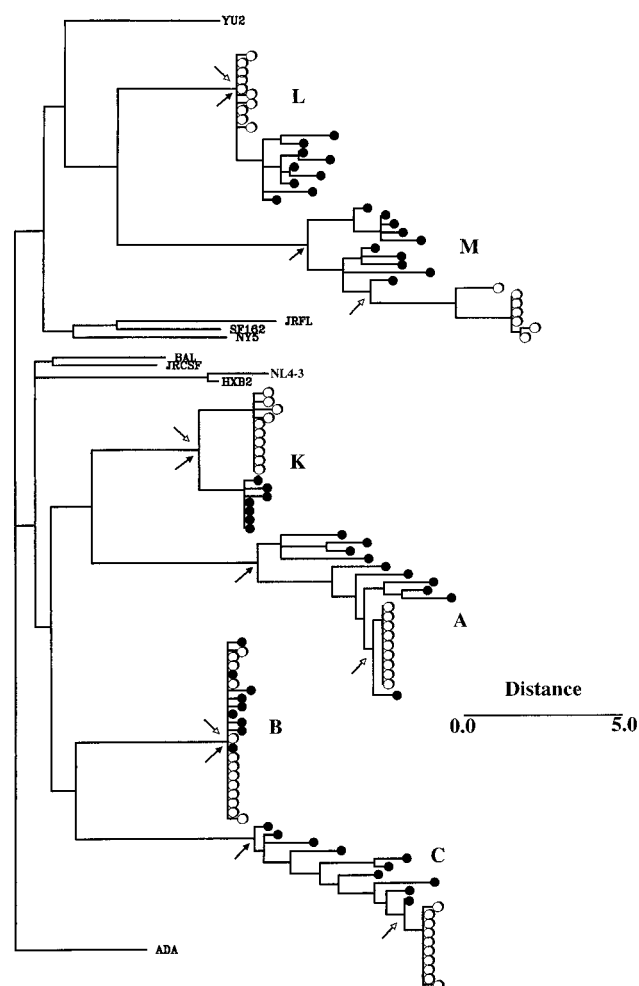 YU2
L
M
JRFL
SF162
NY5
BAL
JRCSF
NL4-3
HXB2
K
A
B
Distance
0.0
5.0
C
ADA